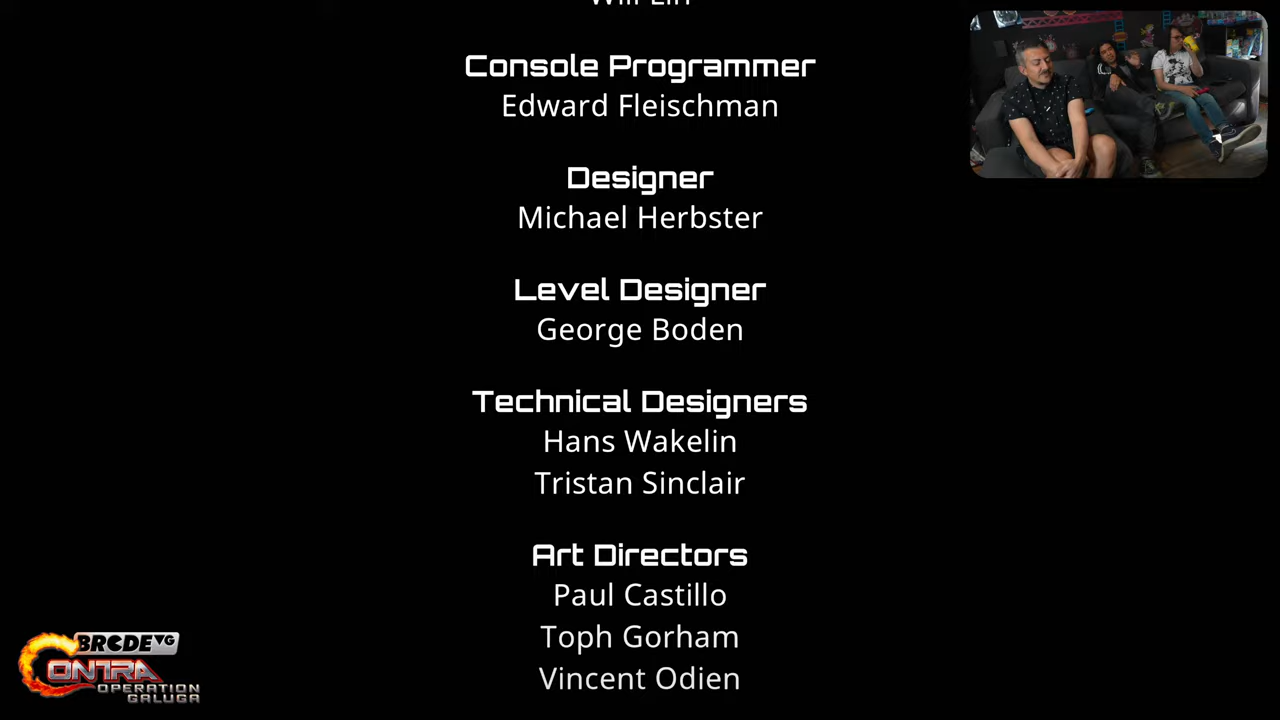 Console Programmer
Edward Fleischman
Designer
Michael Herbster
Level Designer
George Boden
Technical Designers
Hans Wakelin
Tristan Sinclair
Art Directors
Paul Castillo
Toph Gorham
Vincent Odien
BRCDEVG
CONTRA
OPERATION
GALUGA